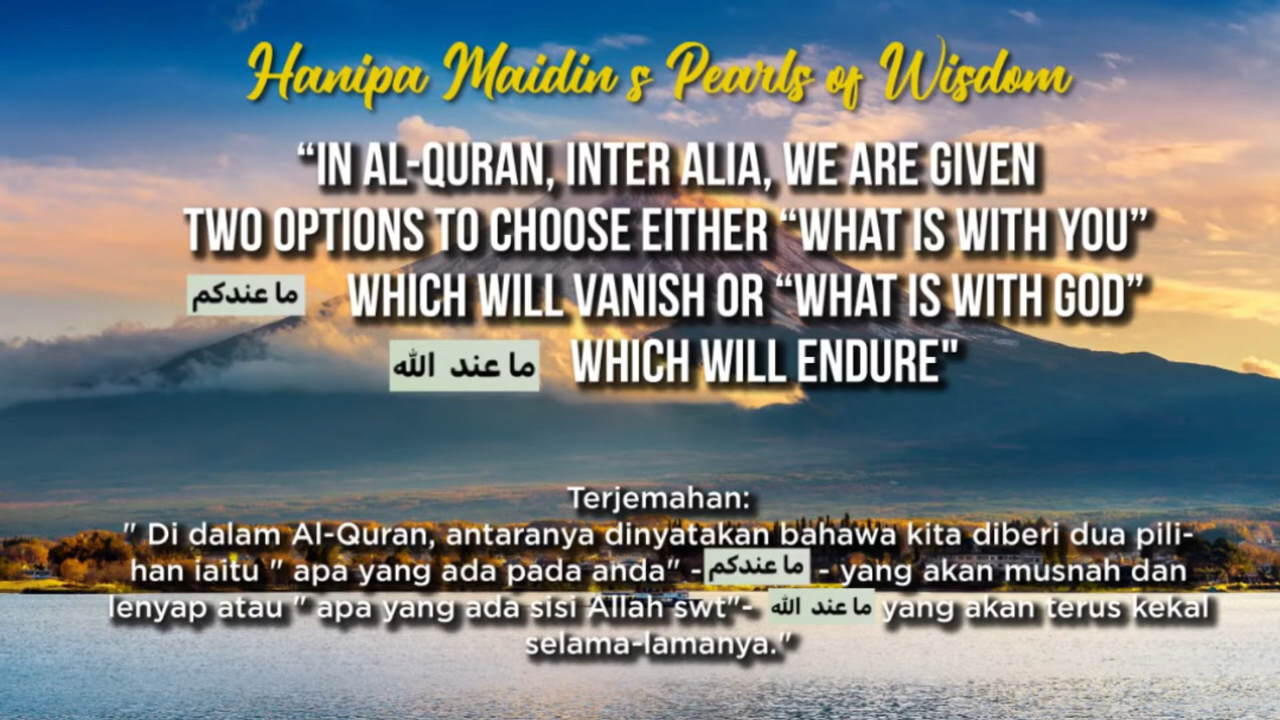 Hanipa Maidin s Pearls of Wisdom
“IN AL-QURAN, INTER ALIA, WE ARE GIVEN
TWO OPTIONS TO CHOOSE EITHER “WHAT IS WITH YOU”
ما عندكم WHICH WILL VANISH OR “WHAT IS WITH GOD”
ما عند الله WHICH WILL ENDURE"
Terjemahan:
" Di dalam Al-Quran, antaranya dinyatakan bahawa kita diberi dua pili-
han iaitu " apa yang ada pada anda" - ما عندكم - yang akan musnah dan
lenyap atau " apa yang ada sisi Allah swt"- ما عند الله yang akan terus kekal
selama-lamanya."